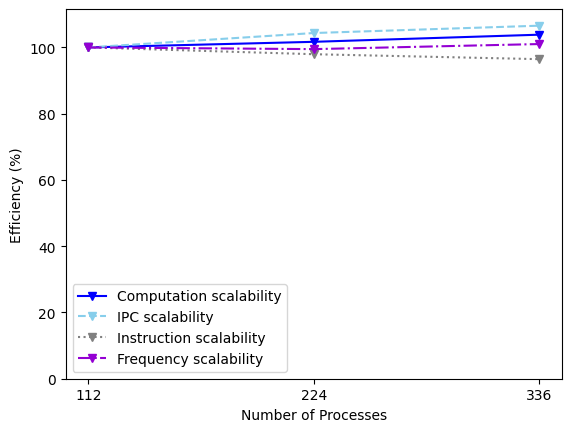 100
80
60
40
20
0
Efficiency (%)
Computation scalability
IPC scalability
Instruction scalability
Frequency scalability
112
224
336
Number of Processes